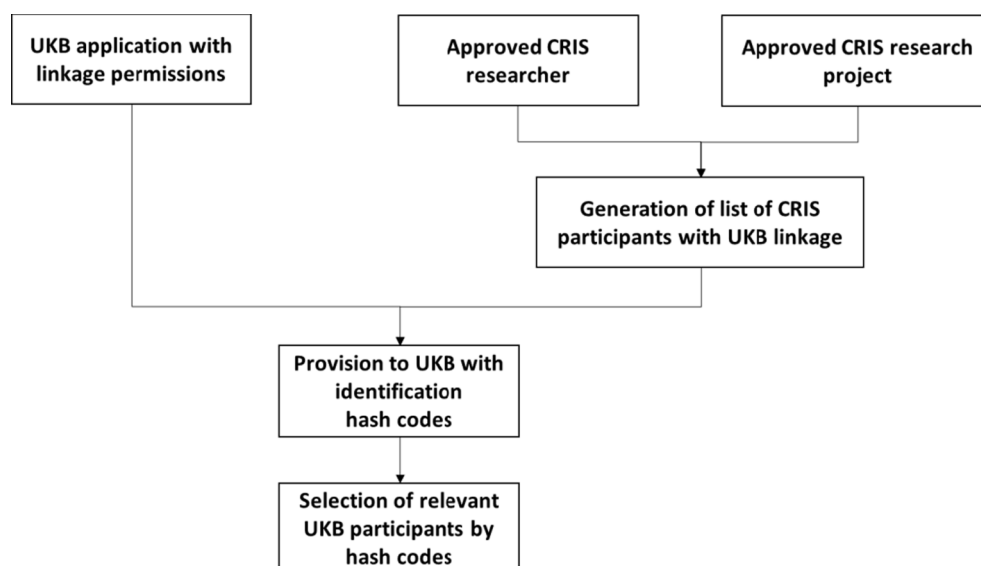 UKB application with
linkage permissions
Approved CRIS
researcher
Approved CRIS research
project
Generation of list of CRIS
participants with UKB linkage
Provision to UKB with
identification
hash codes
Selection of relevant
UKB participants by
hash codes